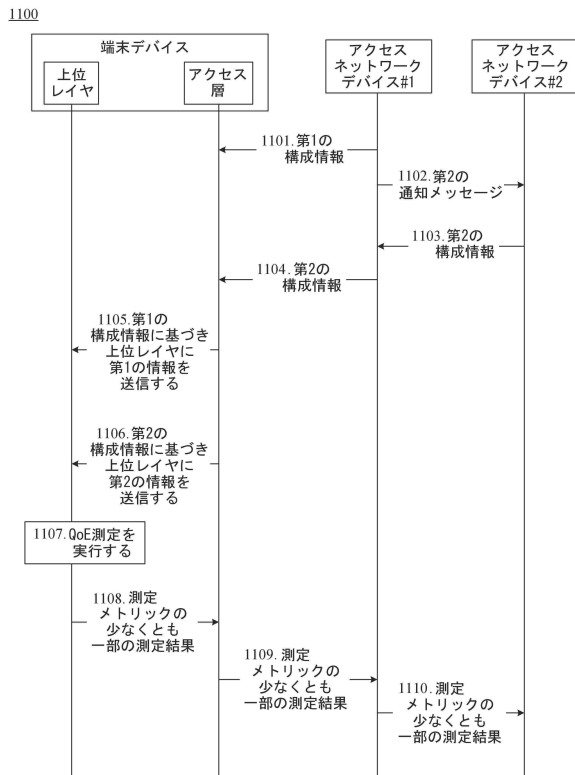 1100
端末デバイス
上位
レイヤ
アクセス
層
アクセス
ネットワーク
デバイス#1
アクセス
ネットワーク
デバイス#2
1101.第1の
構成情報
1102.第2の
通知メッセージ
1103.第2の
構成情報
1104.第2の
構成情報
1105.第1の
構成情報に基づき
上位レイヤに
第1の情報を
送信する
1106.第2の
構成情報に基づき
上位レイヤに
第2の情報を
送信する
1107.QoE測定を
実行する
1108.測定
メトリックの
少なくとも
一部の測定結果
1109.測定
メトリックの
少なくとも
一部の測定結果
1110.測定
メトリックの
少なくとも
一部の測定結果